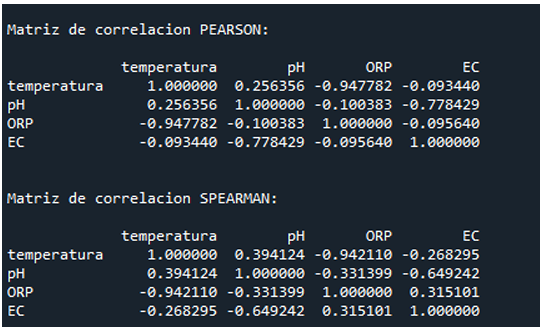 Matriz de correlacion PEARSON:
temperatura pH ORP EC
temperatura 1.000000 0.256356 -0.947782 -0.093440
pH 0.256356 1.000000 -0.100383 -0.778429
ORP -0.947782 -0.100383 1.000000 -0.095640
EC -0.093440 -0.778429 -0.095640 1.000000
Matriz de correlacion SPEARMAN:
temperatura pH ORP EC
temperatura 1.000000 0.394124 -0.942110 -0.268295
pH 0.394124 1.000000 -0.331399 -0.649242
ORP -0.942110 -0.331399 1.000000 0.315101
EC -0.268295 -0.649242 0.315101 1.000000